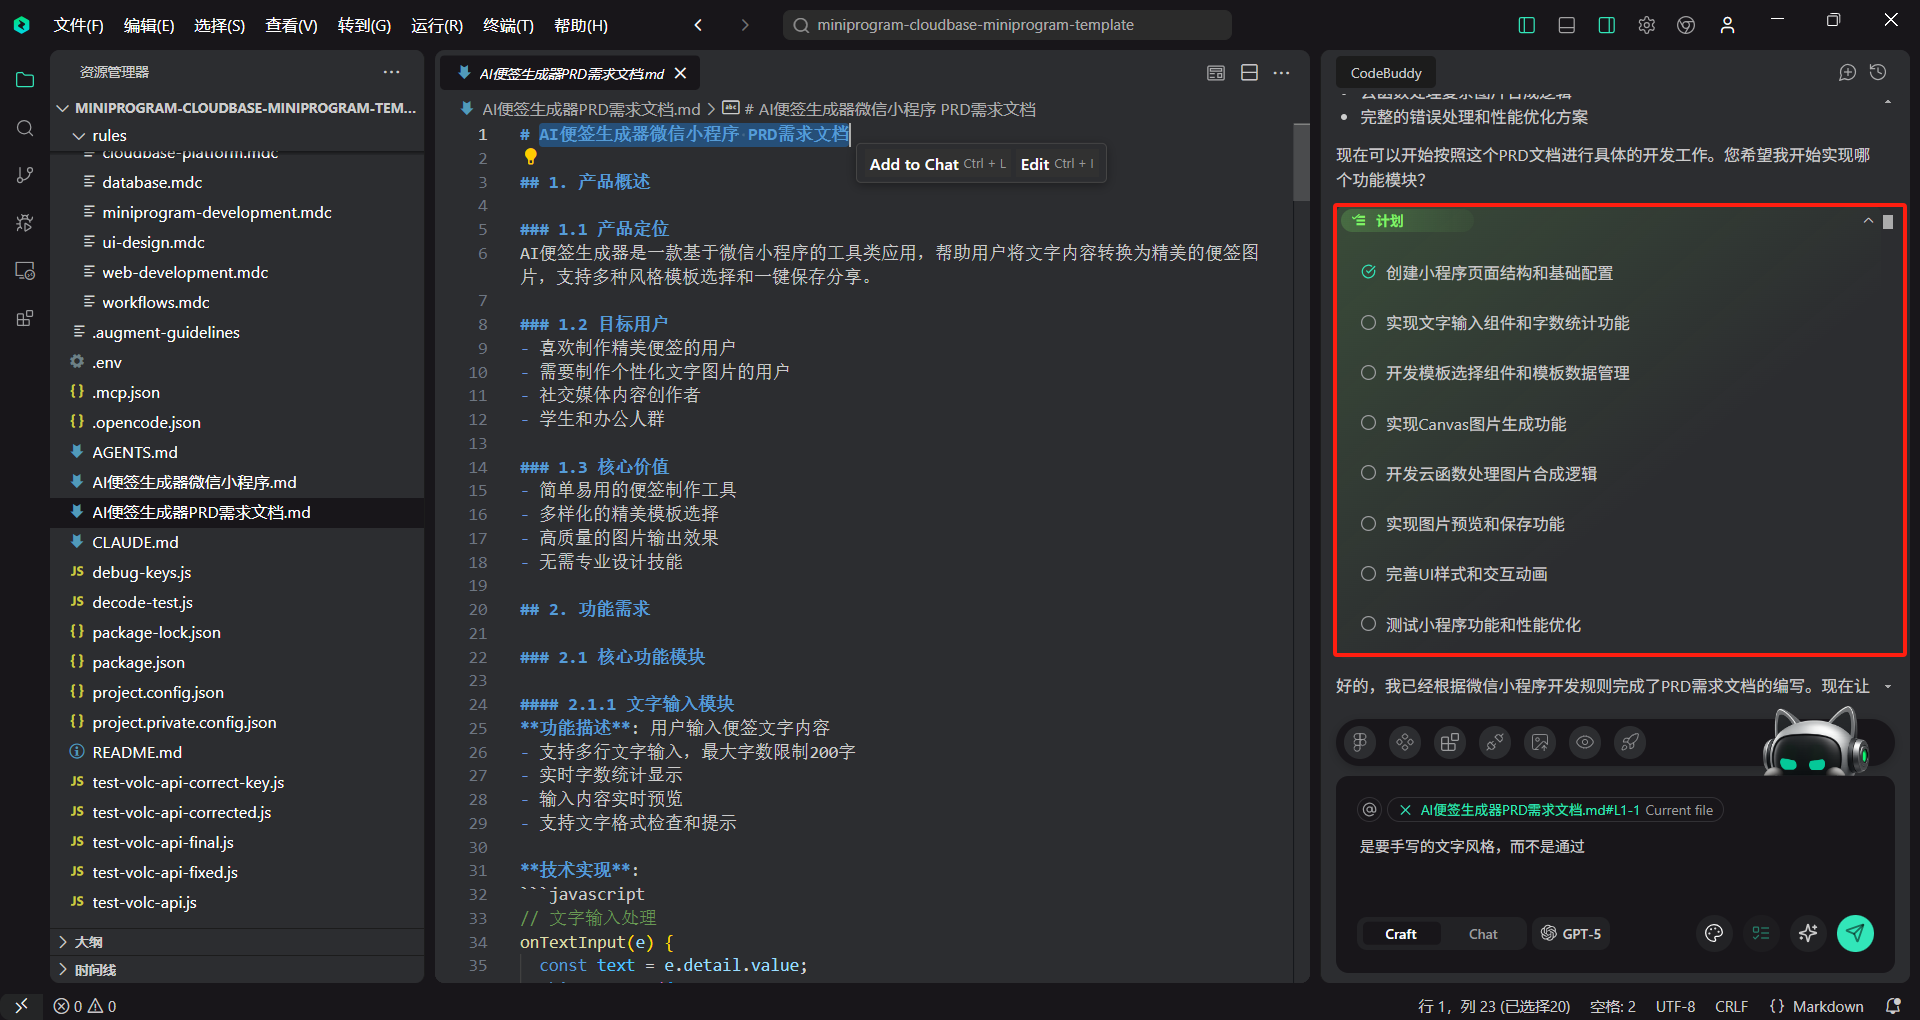 文件(F) 编辑(E) 选择(S) 查看(V) 转到(G) 运行(R) 终端(T) 帮助(H)
miniprogram-cloudbase-miniprogram-template
资源管理器
MINIPROGRAM-CLOUDBASE-MINIPROGRAM-TEM...
rules
cloudbase-platform.mdc
database.mdc
miniprogram-development.mdc
ui-design.mdc
web-development.mdc
workflows.mdc
.augment-guidelines
.env
.mcp.json
.opencode.json
AGENTS.md
AI便签生成器微信小程序.md
AI便签生成器PRD需求文档.md
CLAUDE.md
JS debug-keys.js
JS decode-test.js
package-lock.json
package.json
project.config.json
project.private.config.json
README.md
JS test-volc-api-correct-key.js
JS test-volc-api-corrected.js
JS test-volc-api-final.js
JS test-volc-api-fixed.js
JS test-volc-api.js
大纲
时间线
AI便签生成器PRD需求文档.md
AI便签生成器PRD需求文档.md > # AI便签生成器微信小程序 PRD需求文档
1 # AI便签生成器微信小程序 PRD需求文档
Add to Chat Ctrl + L Edit Ctrl + I
2
3 ## 1. 产品概述
4
5 ### 1.1 产品定位
6 AI便签生成器是一款基于微信小程序的工具类应用，帮助用户将文字内容转换为精美的便签图
片，支持多种风格模板选择和一键保存分享。
7
8 ### 1.2 目标用户
9 - 喜欢制作精美便签的用户
10 - 需要制作个性化文字图片的用户
11 - 社交媒体内容创作者
12 - 学生和办公人群
13
14 ### 1.3 核心价值
15 - 简单易用的便签制作工具
16 - 多样化的精美模板选择
17 - 高质量的图片输出效果
18 - 无需专业设计技能
19
20 ## 2. 功能需求
21
22 ### 2.1 核心功能模块
23
24 #### 2.1.1 文字输入模块
25 **功能描述**: 用户输入便签文字内容
26 - 支持多行文字输入，最大字数限制200字
27 - 实时字数统计显示
28 - 输入内容实时预览
29 - 支持文字格式检查和提示
30
31 **技术实现**:
32 ```javascript
33 // 文字输入处理
34 onTextInput(e) {
35 const text = e.detail.value;
CodeBuddy
云函数处理复杂图片合成逻辑
• 完整的错误处理和性能优化方案
现在可以开始按照这个PRD文档进行具体的开发工作。您希望我开始实现哪
个功能模块？
计划
创建小程序页面结构和基础配置
实现文字输入组件和字数统计功能
开发模板选择组件和模板数据管理
实现Canvas图片生成功能
开发云函数处理图片合成逻辑
实现图片预览和保存功能
完善UI样式和交互动画
测试小程序功能和性能优化
好的，我已经根据微信小程序开发规则完成了PRD需求文档的编写。现在让
@ AI便签生成器PRD需求文档.md#L1-1 Current file
是要手写的文字风格，而不是通过
Craft Chat GPT-5
0 0
行 1，列 23 (已选择20) 空格: 2 UTF-8 CRLF {} Markdown